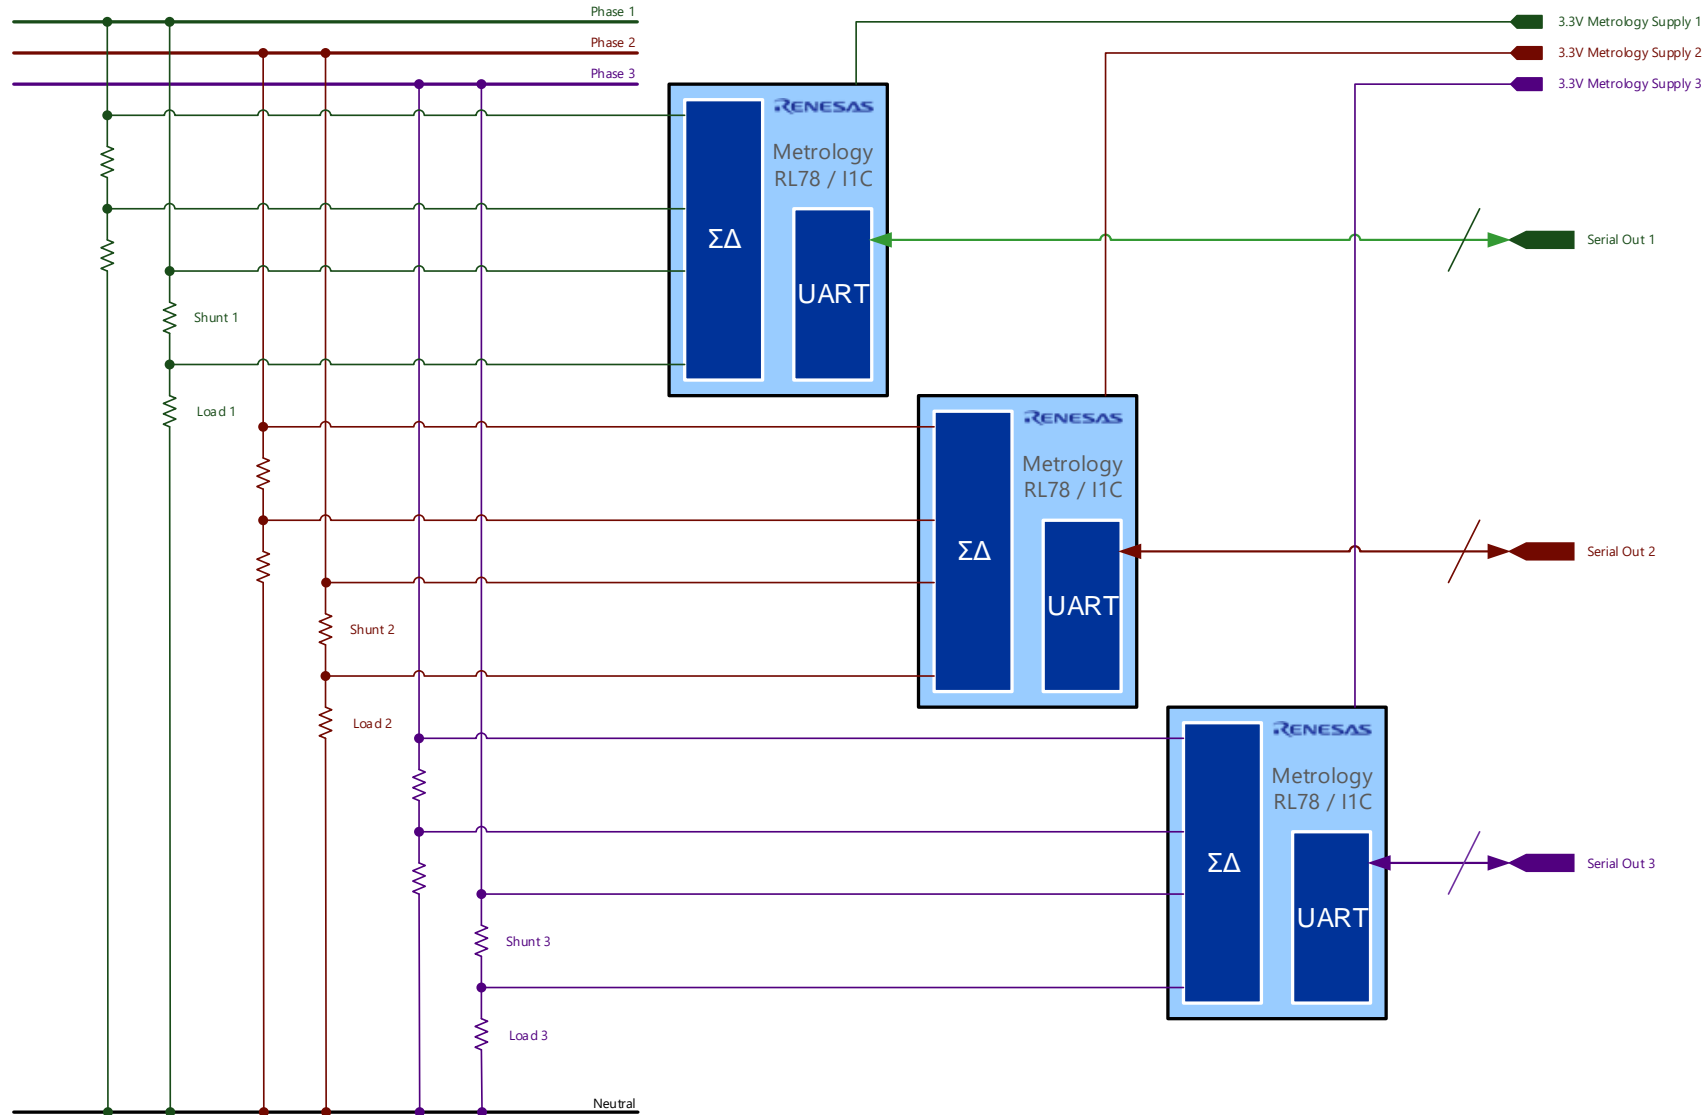 Phase 1
3.3V Metrology Supply 1
Phase 2
3.3V Metrology Supply 2
Phase 3
3.3V Metrology Supply 3
RENESAS
Metrology
RL78 / I1C
ΣΔ
UART
Serial Out 1
Shunt 1
Load 1
RENESAS
Metrology
RL78 / I1C
ΣΔ
UART
Serial Out 2
Shunt 2
Load 2
RENESAS
Metrology
RL78 / I1C
ΣΔ
UART
Serial Out 3
Shunt 3
Load 3
Neutral